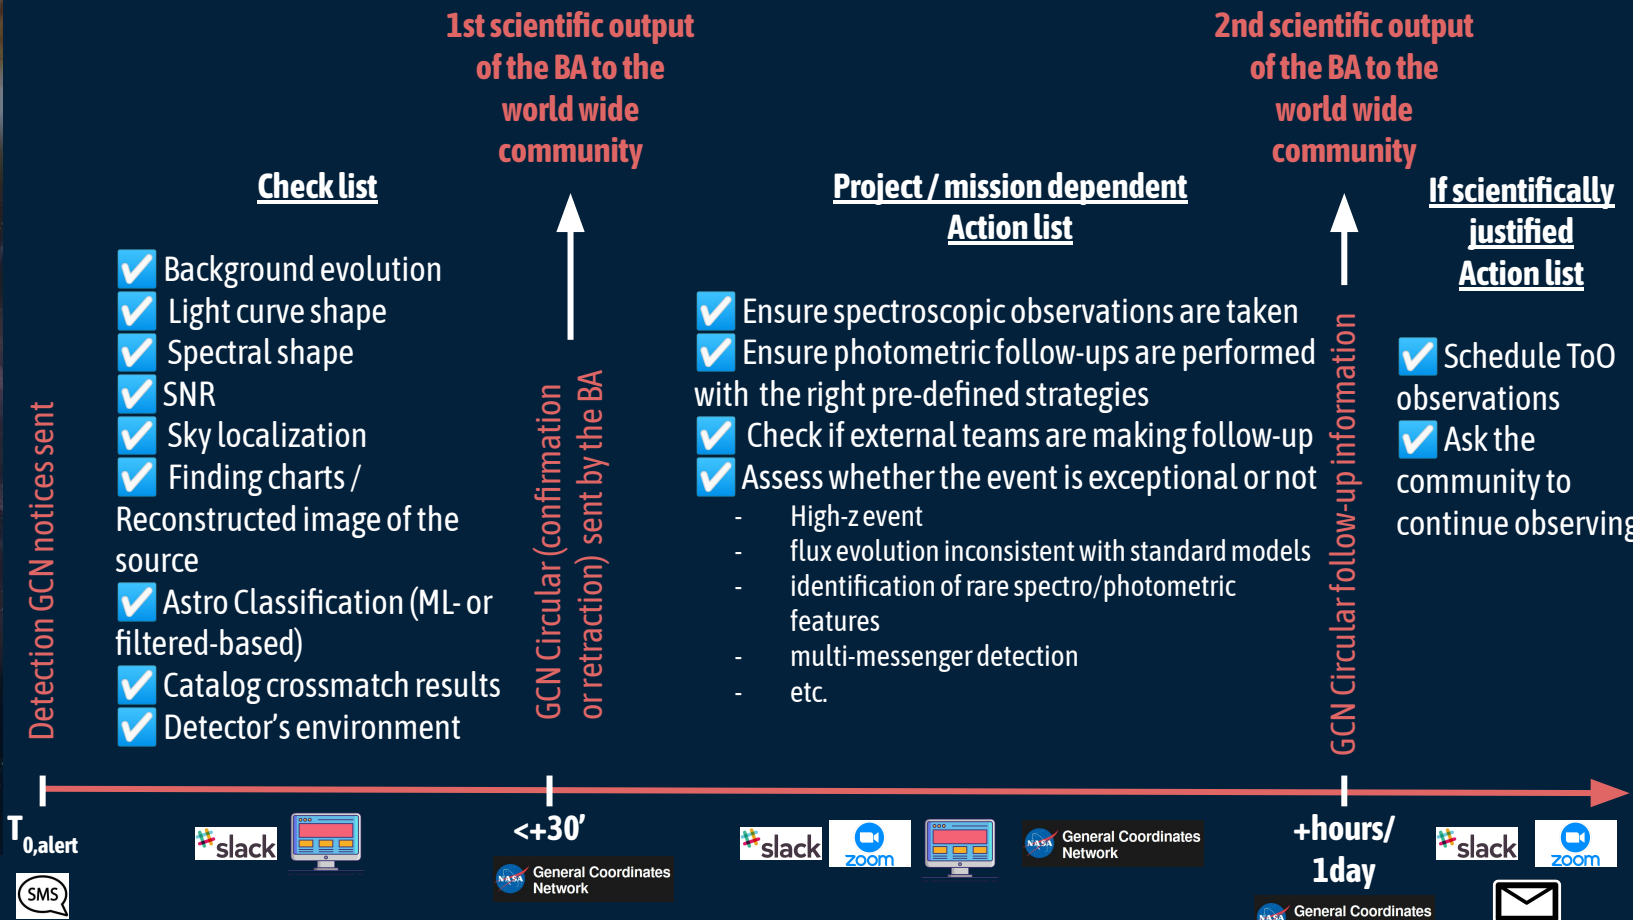 1st scientific output
of the BA to the
world wide
community
2nd scientific output
of the BA to the
world wide
community
Check list
Background evolution
Light curve shape
Spectral shape
SNR
Sky localization
Finding charts /
Reconstructed image of the
source
Astro Classification (ML- or
filtered-based)
Catalog crossmatch results
Detector's environment
Project / mission dependent
Action list
Ensure spectroscopic observations are taken
Ensure photometric follow-ups are performed
with the right pre-defined strategies
Check if external teams are making follow-up
Assess whether the event is exceptional or not
- High-z event
- flux evolution inconsistent with standard models
- identification of rare spectro/photometric
features
- multi-messenger detection
- etc.
If scientifically
justified
Action list
Schedule ToO
observations
Ask the
community to
continue observing
Detection GCN notices sent
GCN Circular (confirmation
or retraction) sent by the BA
GCN Circular follow-up information
T0,alert
SMS
slack
<+30'
NASA
General Coordinates
Network
slack
zoom
NASA
General Coordinates
Network
+hours/
1day
NASA
General Coordinates
slack
zoom